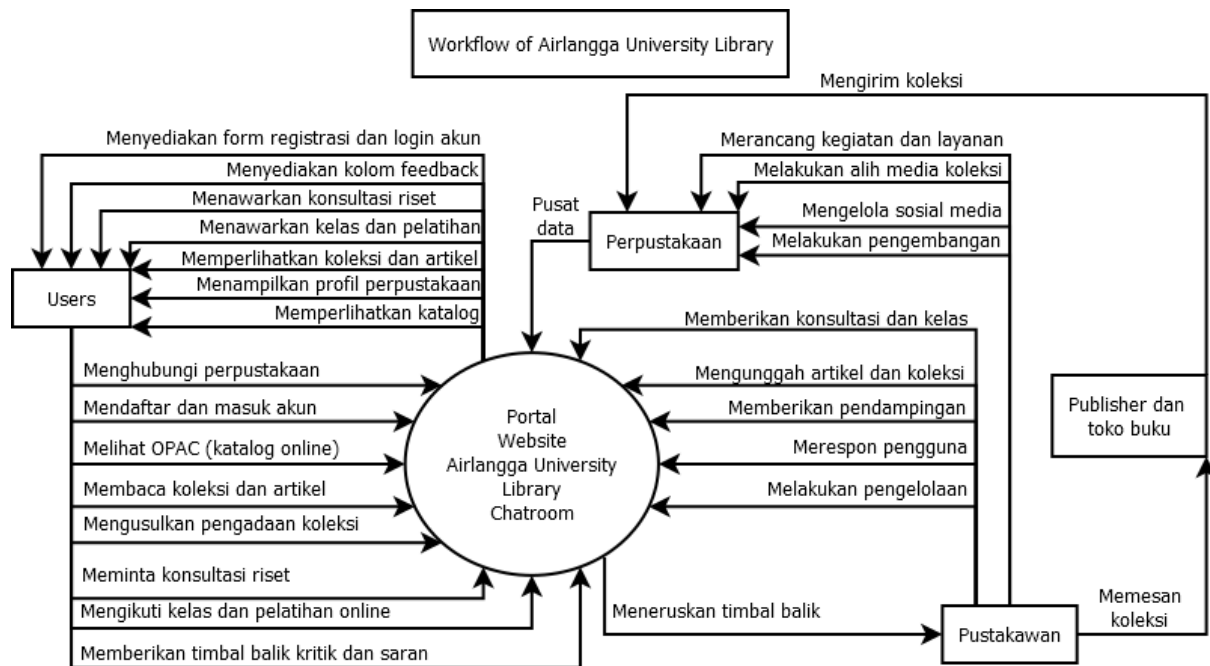 Workflow of Airlangga University Library
Mengirim koleksi
Menyediakan form registrasi dan login akun
Menyediakan kolom feedback
Menawarkan konsultasi riset
Menawarkan kelas dan pelatihan
Memperlihatkan koleksi dan artikel
Menampilkan profil perpustakaan
Memperlihatkan katalog
Users
Merancang kegiatan dan layanan
Melakukan alih media koleksi
Mengelola sosial media
Melakukan pengembangan
Pusat
data
Perpustakaan
Menghubungi perpustakaan
Mendaftar dan masuk akun
Melihat OPAC (katalog online)
Membaca koleksi dan artikel
Mengusulkan pengadaan koleksi
Meminta konsultasi riset
Mengikuti kelas dan pelatihan online
Memberikan timbal balik kritik dan saran
Portal
Website
Airlangga University
Library
Chatroom
Memberikan konsultasi dan kelas
Mengunggah artikel dan koleksi
Memberikan pendampingan
Merespon pengguna
Melakukan pengelolaan
Publisher dan
toko buku
Meneruskan timbal balik
Pustakawan
Memesan
koleksi